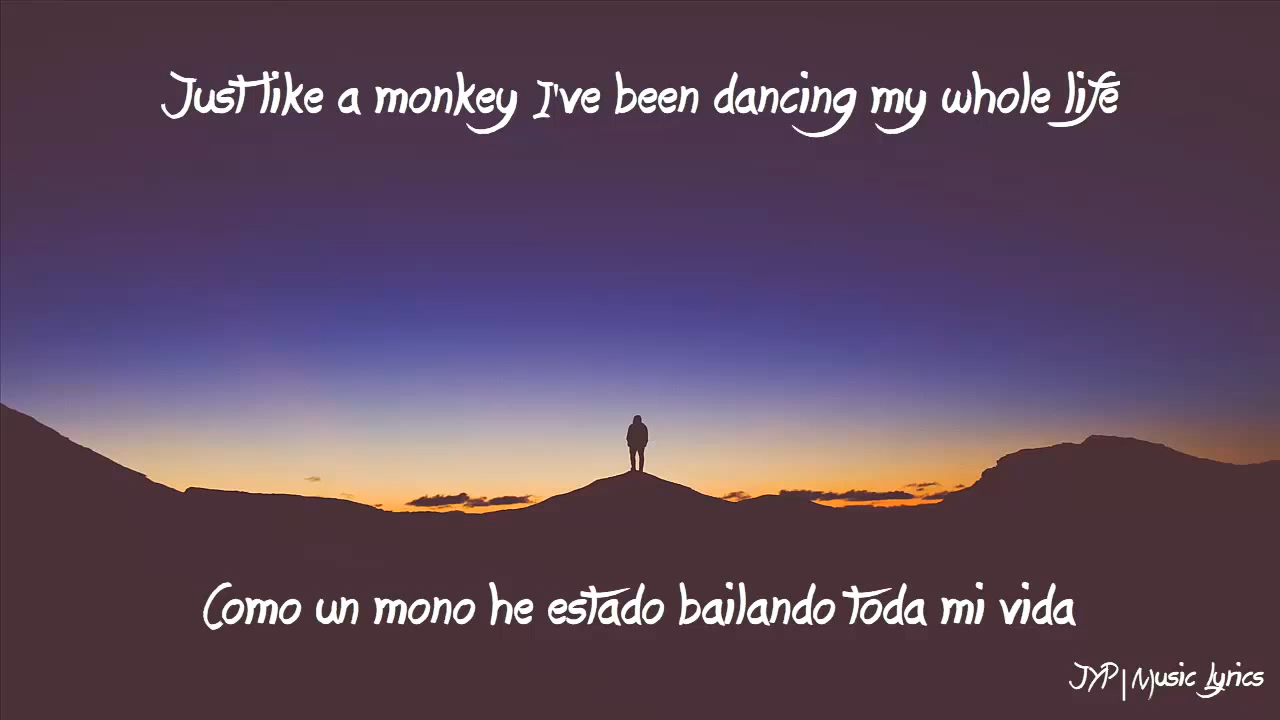 Just like a monkey I've been dancing my whole life
Como un mono he estado bailando toda mi vida
JYP | Music Lyrics